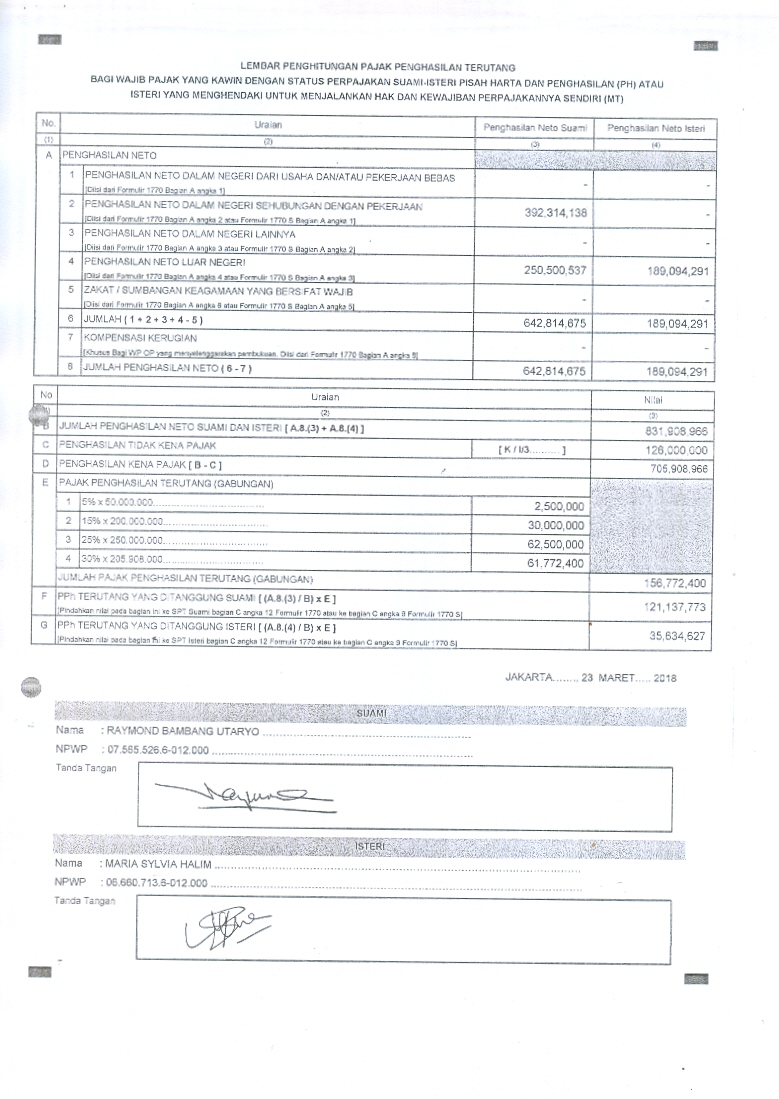 LEMBAR PENGHITUNGAN PAJAK PENGHASILAN TERUTANG
BAGI WAJIB PAJAK YANG KAWIN DENGAN STATUS PERPAJAKAN SUAMI-ISTERI PISAH HARTA DAN PENGHASILAN (PH) ATAU
ISTERI YANG MENGHENDAKI UNTUK MENJALANKAN HAK DAN KEWAJIBAN PERPAJAKANNYA SENDIRI (MT)
No. Uraian Penghasilan Neto Suami Penghasilan Neto Isteri
(1) (2) (3) (4)
A PENGHASILAN NETO
1 PENGHASILAN NETO DALAM NEGERI DARI USAHA DAN/ATAU PEKERJAAN BEBAS - -
[Diisi dari Formulir 1770 Bagian A angka 1]
2 PENGHASILAN NETO DALAM NEGERI SEHUBUNGAN DENGAN PEKERJAAN 392,314,138 -
[Diisi dari Formulir 1770 Bagian A angka 2 atau Formulir 1770 S Bagian A angka 1]
3 PENGHASILAN NETO DALAM NEGERI LAINNYA - -
[Diisi dari Formulir 1770 Bagian A angka 3 atau Formulir 1770 S Bagian A angka 2]
4 PENGHASILAN NETO LUAR NEGERI 250,500,537 189,094,291
[Diisi dari Formulir 1770 Bagian A angka 4 atau Formulir 1770 S Bagian A angka 3]
5 ZAKAT / SUMBANGAN KEAGAMAAN YANG BERSIFAT WAJIB - -
[Diisi dari Formulir 1770 Bagian A angka 6 atau Formulir 1770 S Bagian A angka 5]
6 JUMLAH ( 1 + 2 + 3 + 4 - 5 ) 642,814,675 189,094,291
7 KOMPENSASI KERUGIAN - -
[Khusus Bagi WP OP yang menyelenggarakan pembukuan. Diisi dari Formulir 1770 Bagian A angka 8]
8 JUMLAH PENGHASILAN NETO ( 6 - 7 ) 642,814,675 189,094,291
No Uraian Nilai
(1) (2) (3)
B JUMLAH PENGHASILAN NETO SUAMI DAN ISTERI [ A.8.(3) + A.8.(4) ] 831,908,966
C PENGHASILAN TIDAK KENA PAJAK [ K / I/3.......... ] 126,000,000
D PENGHASILAN KENA PAJAK [ B - C ] 705,908,966
E PAJAK PENGHASILAN TERUTANG (GABUNGAN)
1 5% x 50.000.000.................................... 2,500,000
2 15% x 200.000.000.................................... 30,000,000
3 25% x 250.000.000.................................... 62,500,000
4 30% x 205.908.000.................................... 61,772,400
JUMLAH PAJAK PENGHASILAN TERUTANG (GABUNGAN) 156,772,400
F PPh TERUTANG YANG DITANGGUNG SUAMI [ (A.8.(3) / B) x E ] 121,137,773
[Pindahkan nilai pada bagian ini ke SPT Suami bagian C angka 12 Formulir 1770 atau ke bagian C angka 9 Formulir 1770 S]
G PPh TERUTANG YANG DITANGGUNG ISTERI [ (A.8.(4) / B) x E ] 35,634,627
[Pindahkan nilai pada bagian ini ke SPT Isteri bagian C angka 12 Formulir 1770 atau ke bagian C angka 9 Formulir 1770 S]
JAKARTA........, 23 MARET..... 2018
SUAMI
Nama : RAYMOND BAMBANG UTARYO ....................................
NPWP : 07.585.526.6-012.000 ....................................
Tanda Tangan
ISTERI
Nama : MARIA SYLVIA HALIM ....................................
NPWP : 06.660.713.6-012.000 ....................................
Tanda Tangan